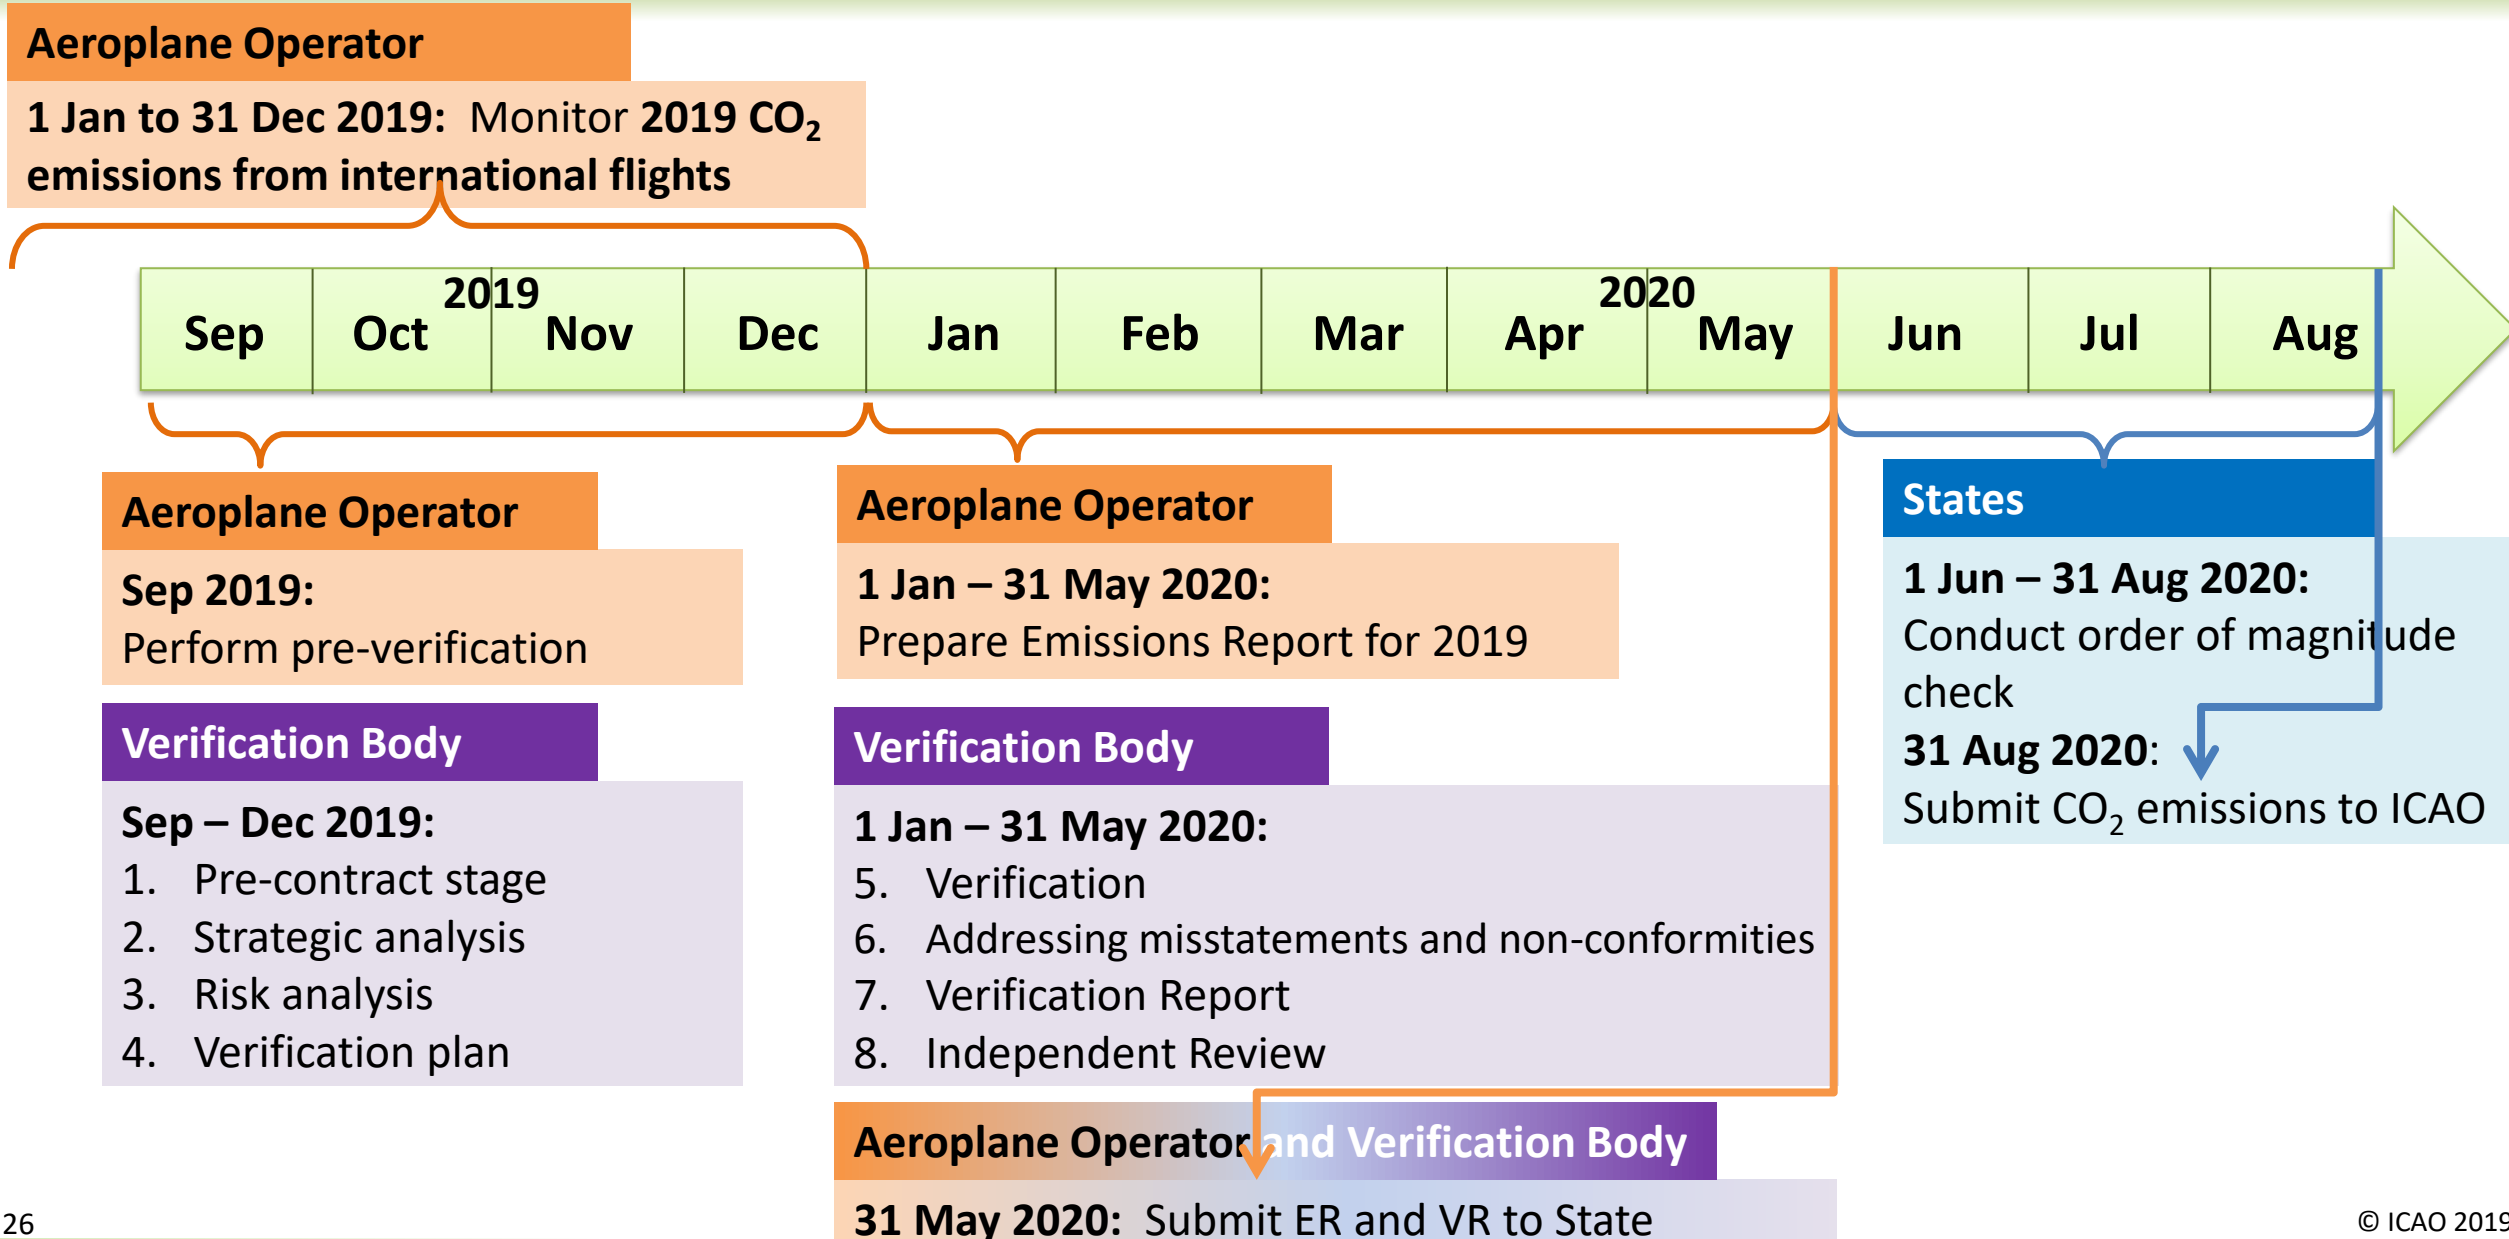 Aeroplane Operator
1 Jan to 31 Dec 2019: Monitor 2019 CO₂
emissions from international flights
2019
2020
Sep Oct Nov Dec Jan Feb Mar Apr May Jun Jul Aug
Aeroplane Operator
Sep 2019:
Perform pre-verification
Verification Body
Sep – Dec 2019:
1. Pre-contract stage
2. Strategic analysis
3. Risk analysis
4. Verification plan
Aeroplane Operator
1 Jan – 31 May 2020:
Prepare Emissions Report for 2019
Verification Body
1 Jan – 31 May 2020:
5. Verification
6. Addressing misstatements and non-conformities
7. Verification Report
8. Independent Review
Aeroplane Operator and Verification Body
31 May 2020: Submit ER and VR to State
States
1 Jun – 31 Aug 2020:
Conduct order of magnitude
check
31 Aug 2020:
Submit CO₂ emissions to ICAO
26
© ICAO 2019